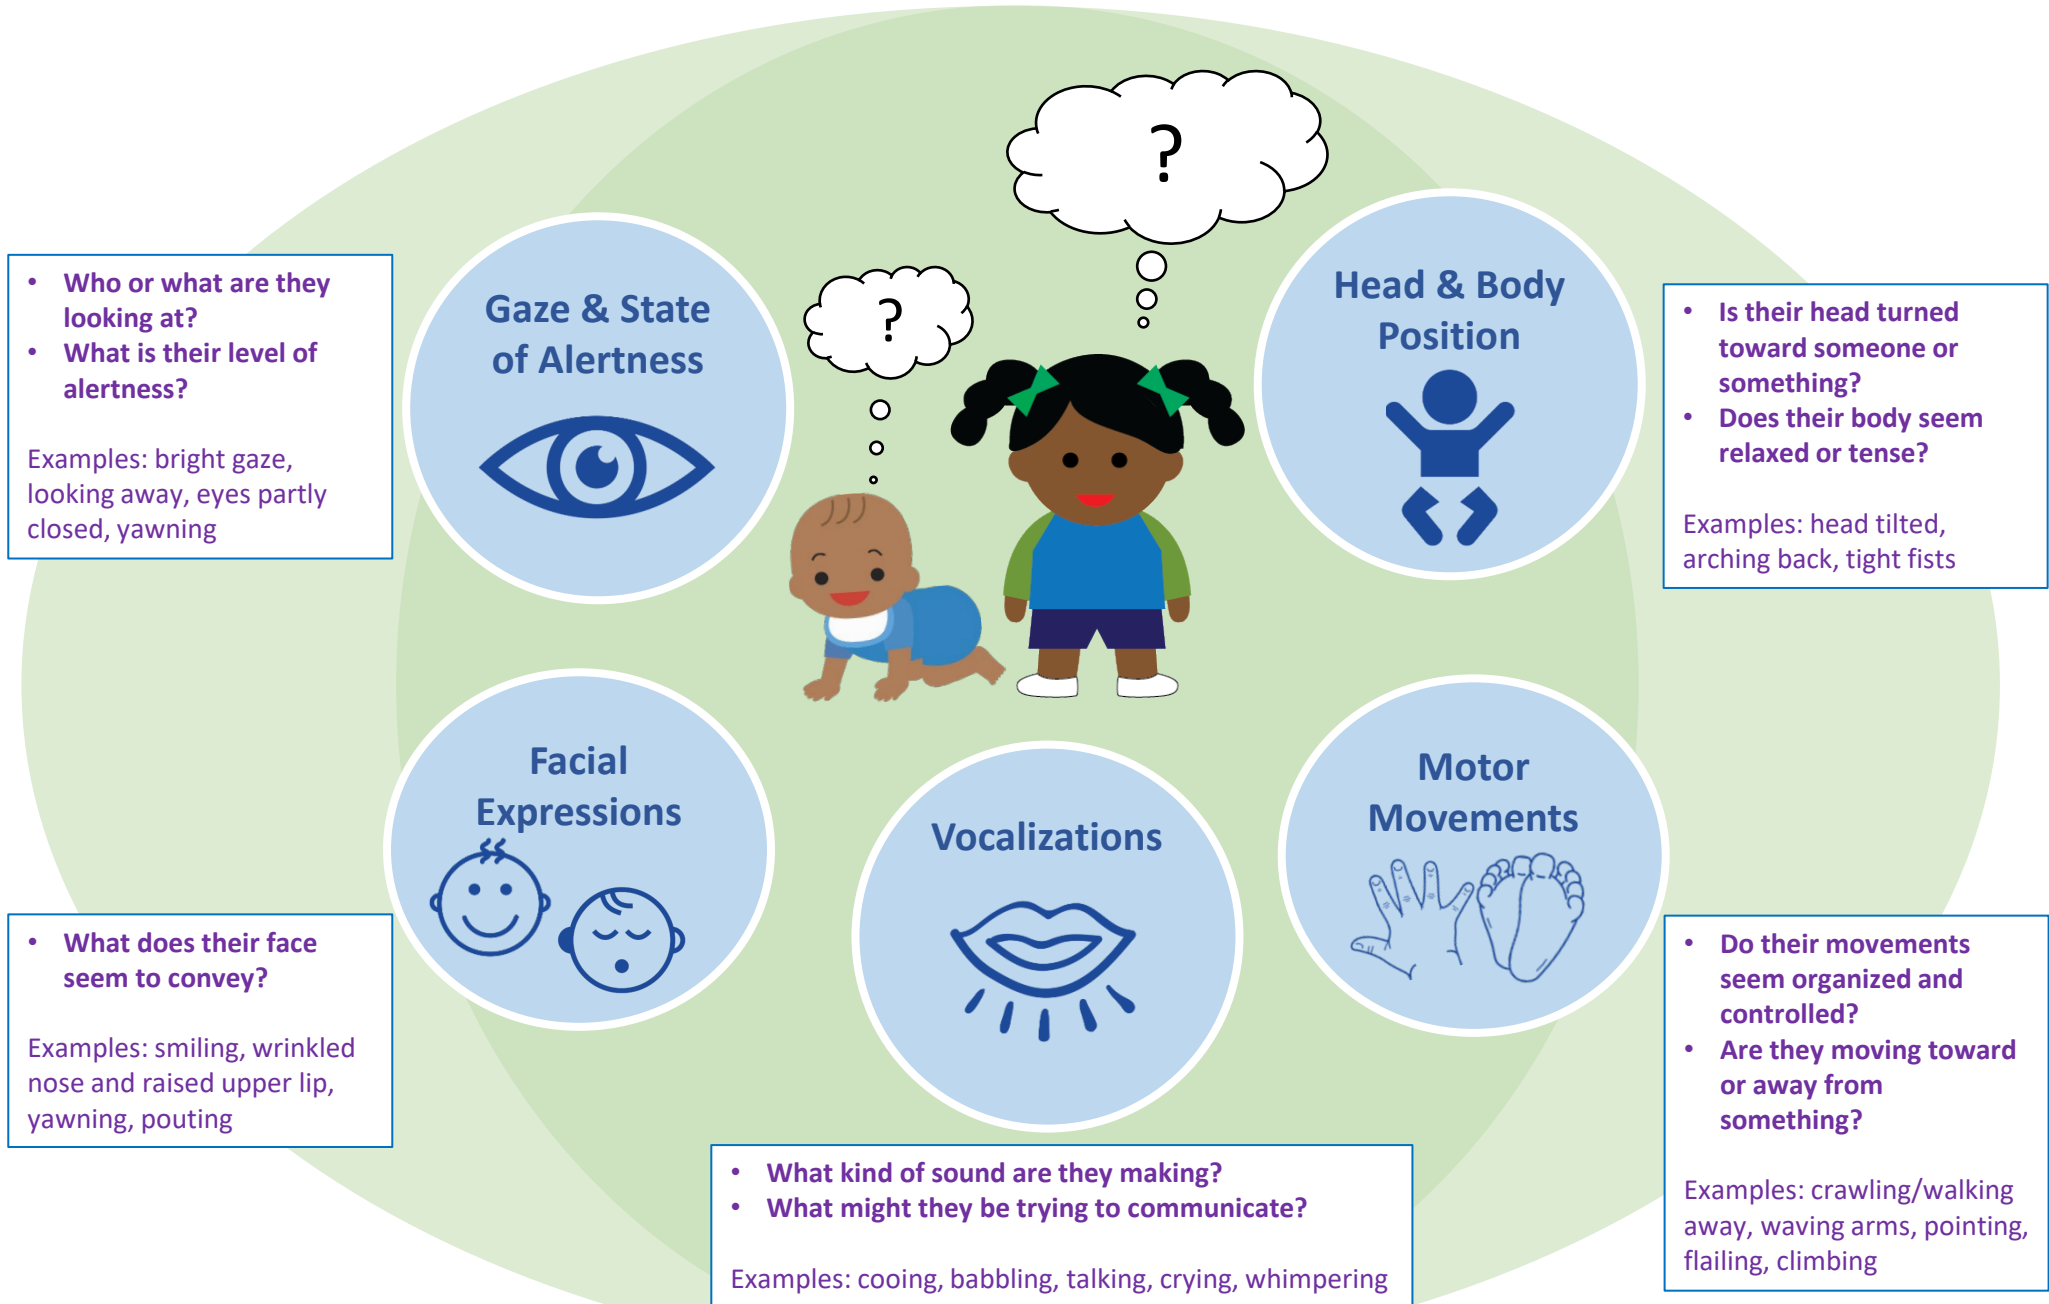 ?
?
Gaze & State
of Alertness
• Who or what are they
looking at?
• What is their level of
alertness?
Examples: bright gaze,
looking away, eyes partly
closed, yawning
Head & Body
Position
• Is their head turned
toward someone or
something?
• Does their body seem
relaxed or tense?
Examples: head tilted,
arching back, tight fists
Facial
Expressions
• What does their face
seem to convey?
Examples: smiling, wrinkled
nose and raised upper lip,
yawning, pouting
Vocalizations
• What kind of sound are they making?
• What might they be trying to communicate?
Examples: cooing, babbling, talking, crying, whimpering
Motor
Movements
• Do their movements
seem organized and
controlled?
• Are they moving toward
or away from
something?
Examples: crawling/walking
away, waving arms, pointing,
flailing, climbing